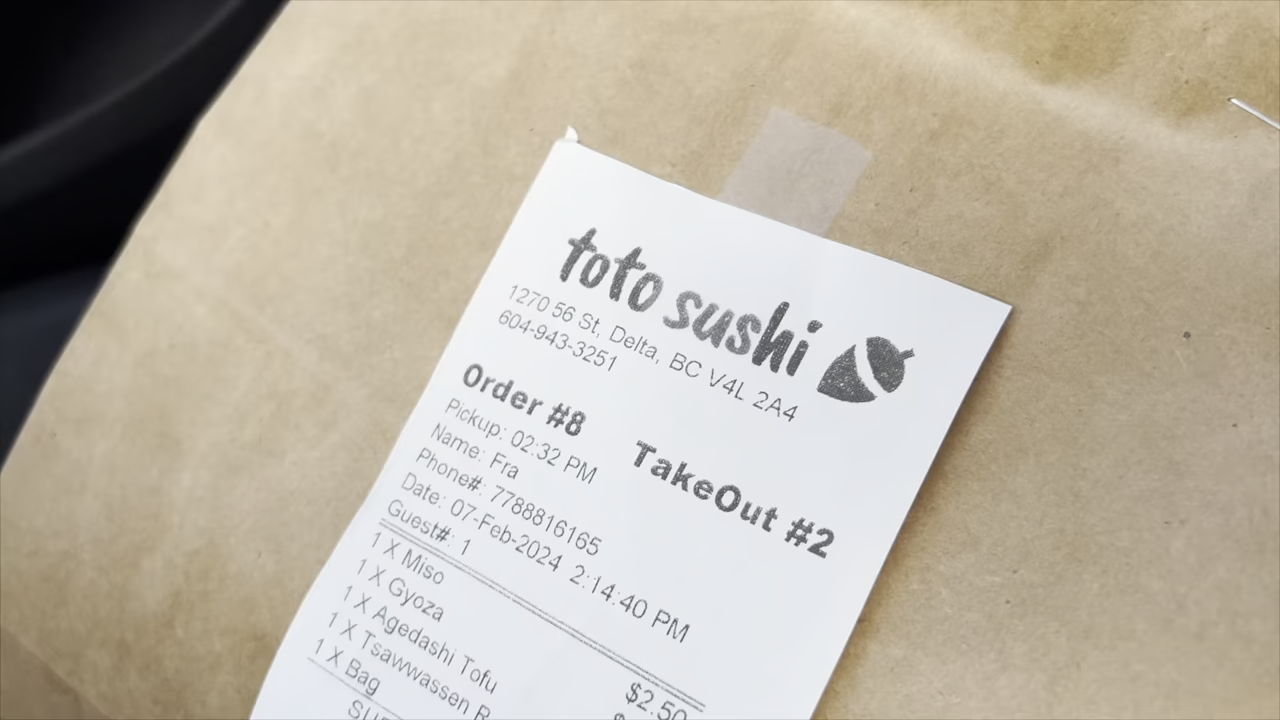 toto sushi
1270 56 St, Delta, BC V4L 2A4
604-943-3251
Order #8 TakeOut #2
Pickup: 02:32 PM
Name: Fra
Phone#: 7788816165
Date: 07-Feb-2024 2:14:40 PM
Guest#: 1
1 X Miso $2.50
1 X Gyoza
1 X Agedashi Tofu
1 X Tsawwassen R
1 X Bag